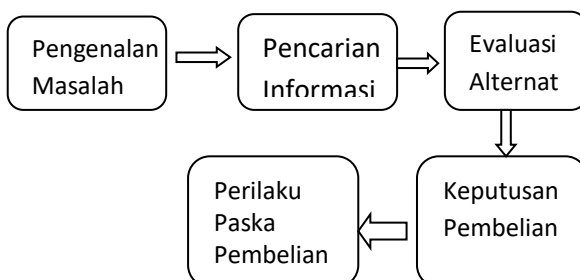 Pengenalan
Masalah
Pencarian
Informasi
Evaluasi
Alternat
Keputusan
Pembelian
Perilaku
Paska
Pembelian